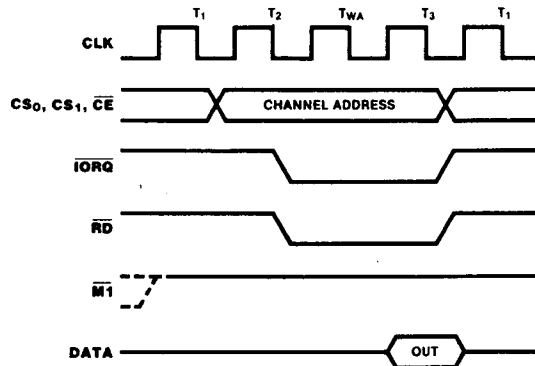 T1 T2 TWA T3 T1
CLK
CS0, CS1, CE
CHANNEL ADDRESS
IORQ
RD
M1
DATA
OUT